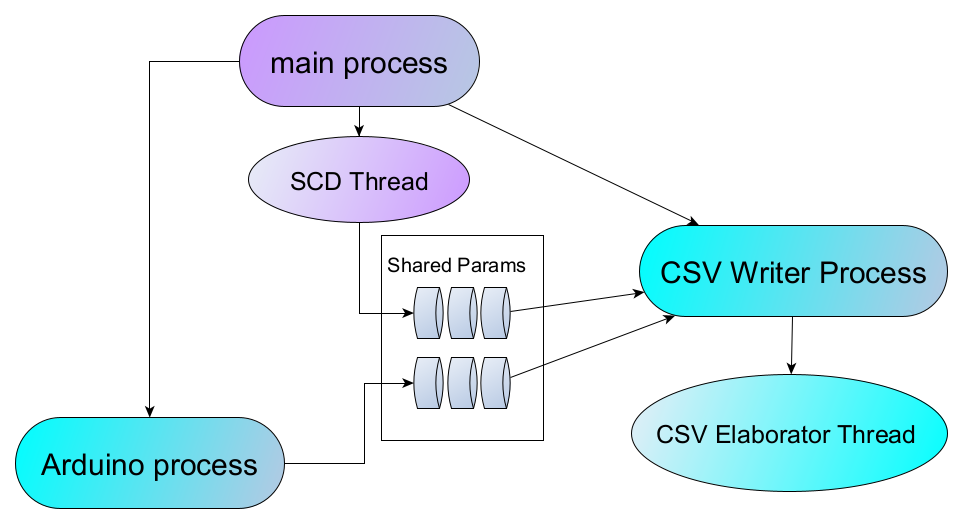 main process
SCD Thread
Shared Params
CSV Writer Process
CSV Elaborator Thread
Arduino process